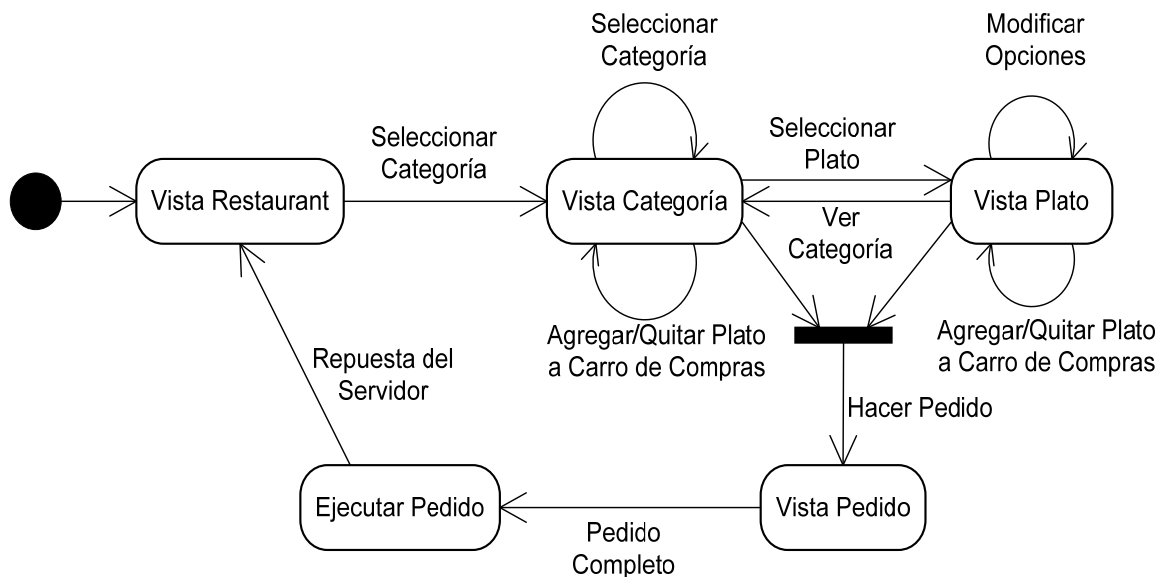 Seleccionar
Categoría
Modificar
Opciones
Seleccionar
Categoría
Seleccionar
Plato
Vista Restaurant
Vista Categoría
Vista Plato
Ver
Categoría
Agregar/Quitar Plato
a Carro de Compras
Agregar/Quitar Plato
a Carro de Compras
Repuesta del
Servidor
Hacer Pedido
Ejecutar Pedido
Vista Pedido
Pedido
Completo